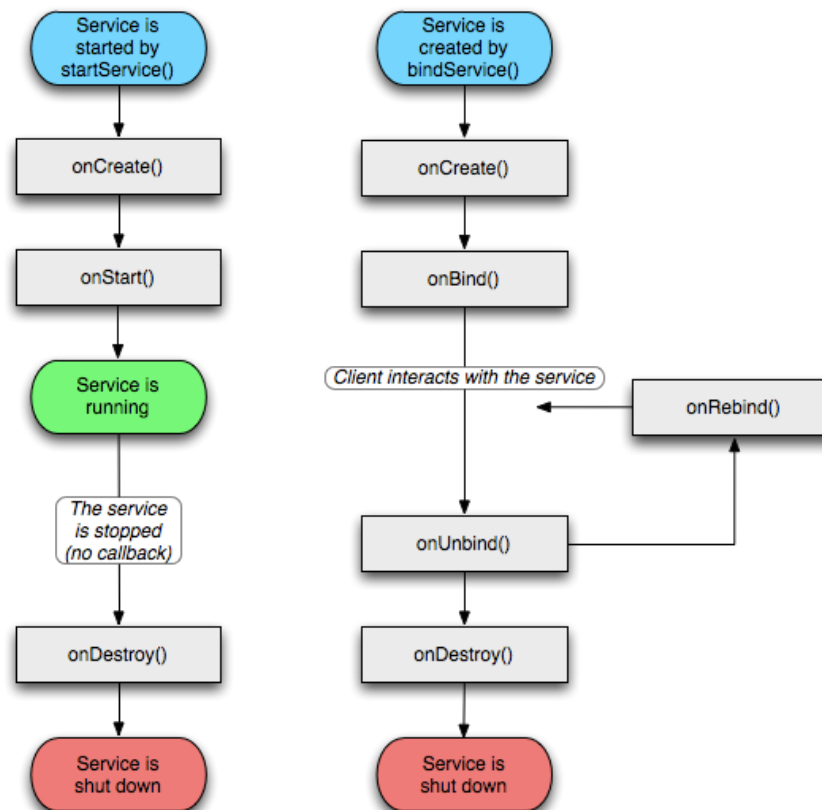 Service is
started by
startService()
onCreate()
onStart()
Service is
running
The service
is stopped
(no callback)
onDestroy()
Service is
shut down
Service is
created by
bindService()
onCreate()
onBind()
Client interacts with the service
onRebind()
onUnbind()
onDestroy()
Service is
shut down